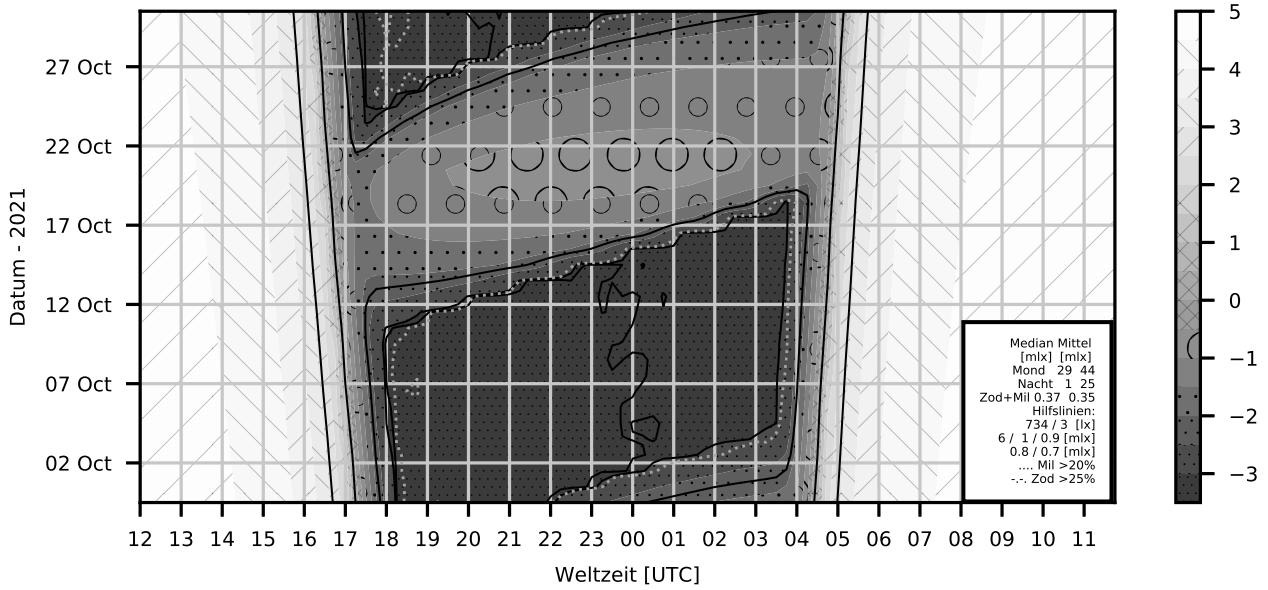 5
4
3
2
1
0
−1
−2
−3
27 Oct
22 Oct
17 Oct
12 Oct
07 Oct
02 Oct
Datum - 2021
Median Mittel
[mlx] [mlx]
Mond 29 44
Nacht 1 25
Zod+Mil 0.37 0.35
Hilfslinien:
734 / 3 [lx]
6 / 1 / 0.9 [mlx]
0.8 / 0.7 [mlx]
.... Mil >20%
-.-. Zod >25%
12 13 14 15 16 17 18 19 20 21 22 23 00 01 02 03 04 05 06 07 08 09 10 11
Weltzeit [UTC]